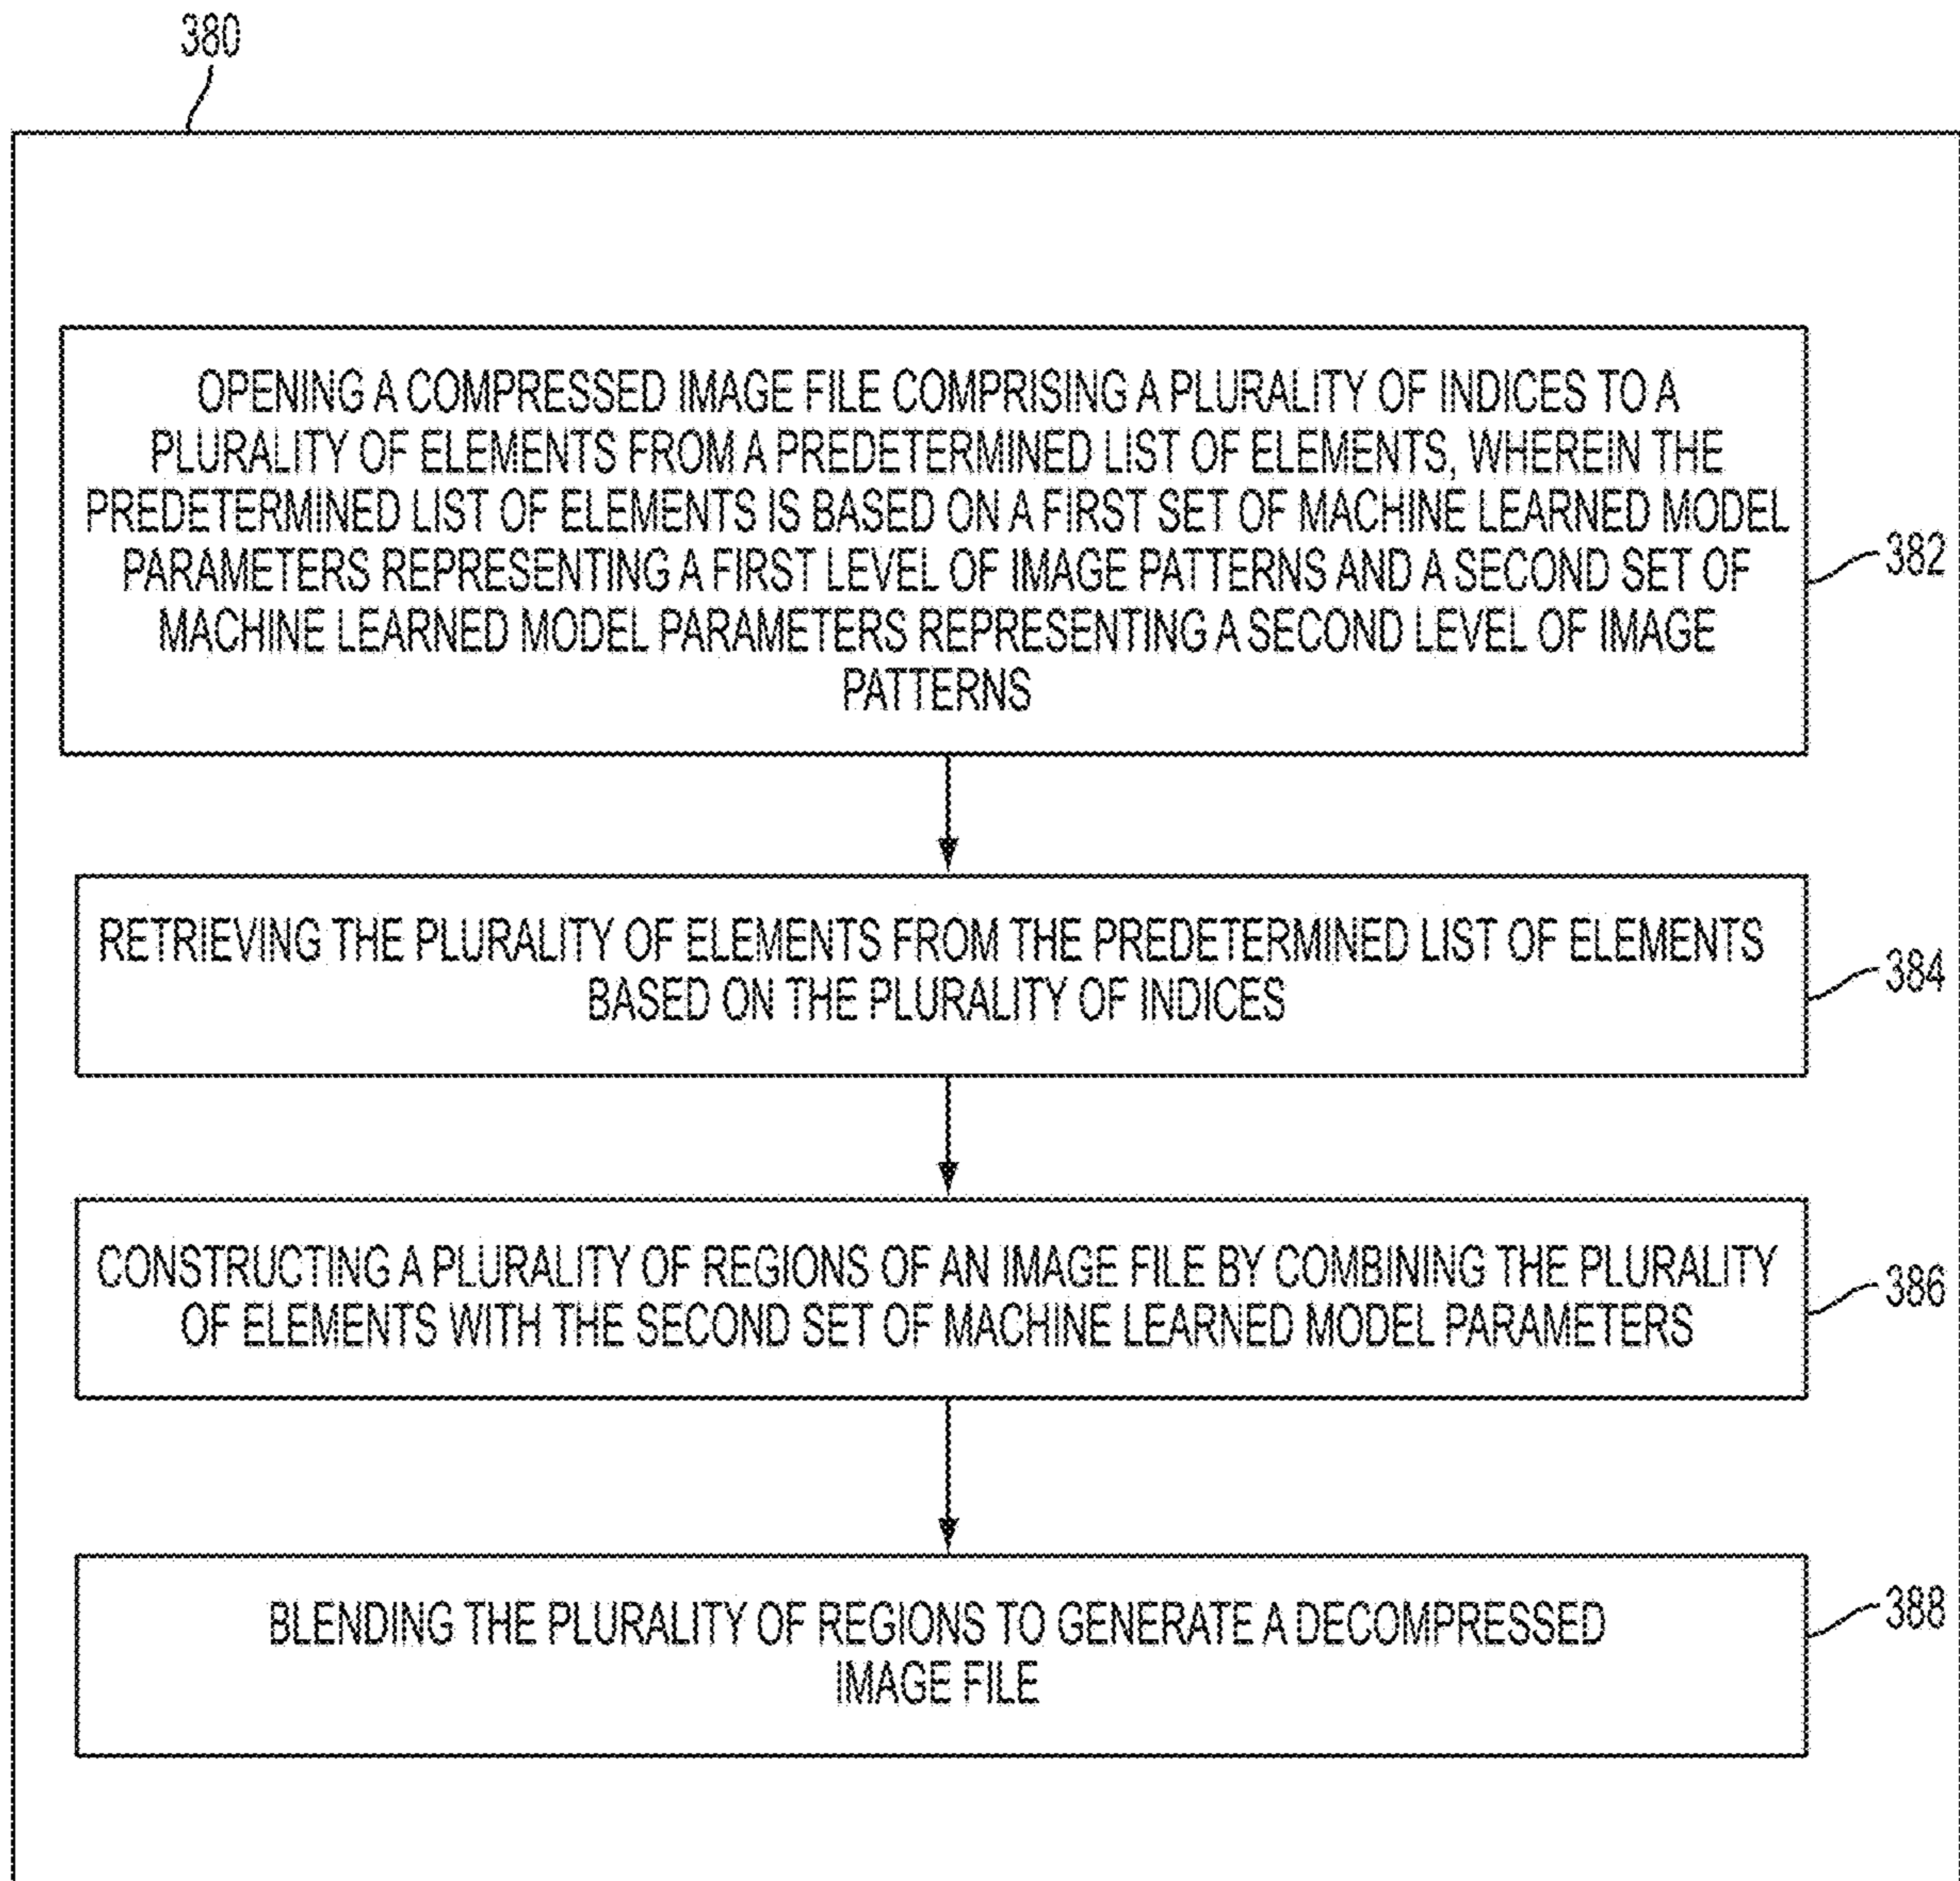 380
OPENING A COMPRESSED IMAGE FILE COMPRISING A PLURALITY OF INDICES TO A
PLURALITY OF ELEMENTS FROM A PREDETERMINED LIST OF ELEMENTS, WHEREIN THE
PREDETERMINED LIST OF ELEMENTS IS BASED ON A FIRST SET OF MACHINE LEARNED MODEL
PARAMETERS REPRESENTING A FIRST LEVEL OF IMAGE PATTERNS AND A SECOND SET OF
MACHINE LEARNED MODEL PARAMETERS REPRESENTING A SECOND LEVEL OF IMAGE
PATTERNS
382
RETRIEVING THE PLURALITY OF ELEMENTS FROM THE PREDETERMINED LIST OF ELEMENTS
BASED ON THE PLURALITY OF INDICES
384
CONSTRUCTING A PLURALITY OF REGIONS OF AN IMAGE FILE BY COMBINING THE PLURALITY
OF ELEMENTS WITH THE SECOND SET OF MACHINE LEARNED MODEL PARAMETERS
386
BLENDING THE PLURALITY OF REGIONS TO GENERATE A DECOMPRESSED
IMAGE FILE
388